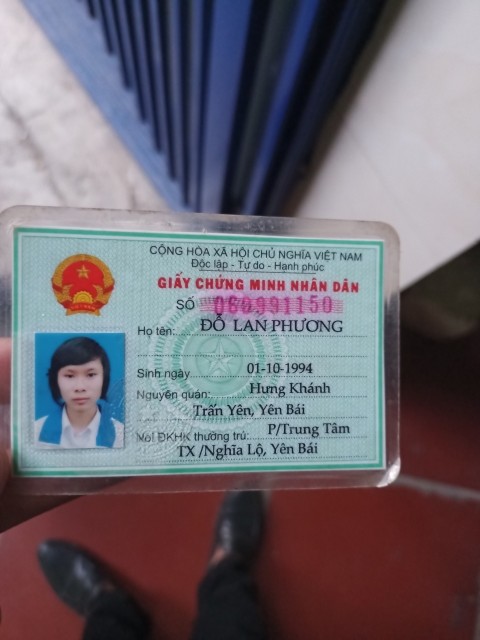 CỘNG HÒA XÃ HỘI CHỦ NGHĨA VIỆT NAM
Độc lập - Tự do - Hạnh phúc
GIẤY CHỨNG MINH NHÂN DÂN
SỐ 060991150
Họ tên: ĐỖ LAN PHƯƠNG
Sinh ngày 01-10-1994
Nguyên quán: Hưng Khánh
Trấn Yên, Yên Bái
Nơi ĐKHK thường trú: P/Trung Tâm
TX /Nghĩa Lộ, Yên Bái